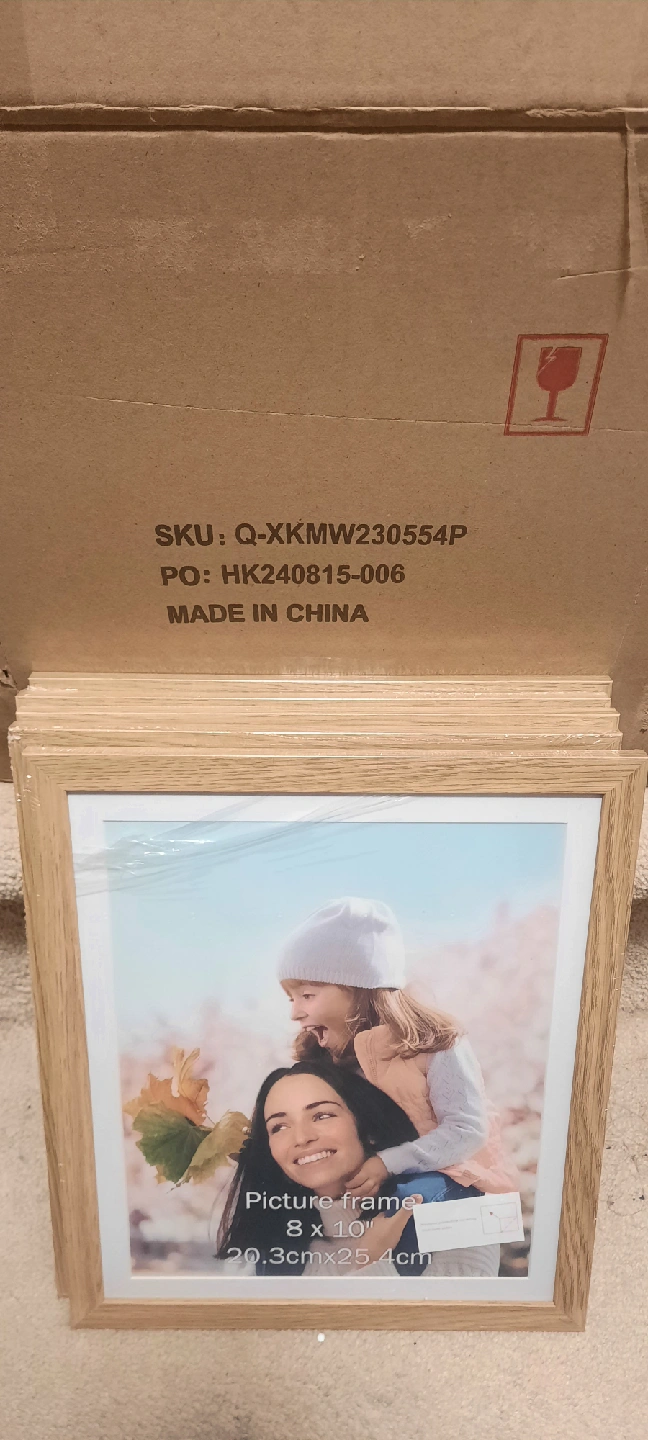 SKU: Q-XKMW230554P
PO: HK240815-006
MADE IN CHINA
Picture frame
8 x 10"
20.3cmx25.4cm